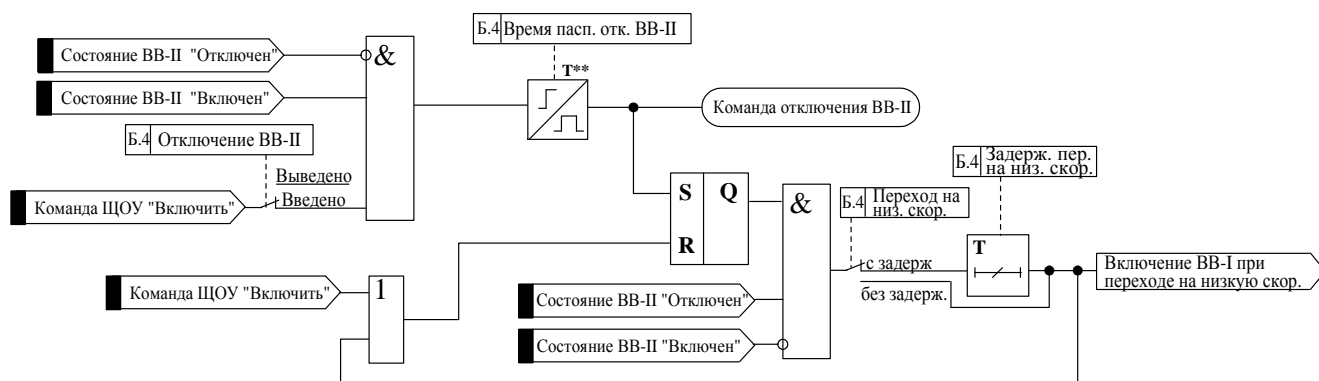 Б.4 Время пасп. отк. ВВ-II
Состояние ВВ-II "Отключен"
&
T**
Состояние ВВ-II "Включен"
Команда отключения ВВ-II
Б.4 Отключение ВВ-II
Выведено
Введено
Команда ЩОУ "Включить"
S Q
R
&
Б.4 Переход на
низ. скор.
Б.4 Задерж. пер.
на низ. скор.
с задерж
без задерж.
T
Включение ВВ-I при
переходе на низкую скор.
Команда ЩОУ "Включить"
1
Состояние ВВ-II "Отключен"
Состояние ВВ-II "Включен"